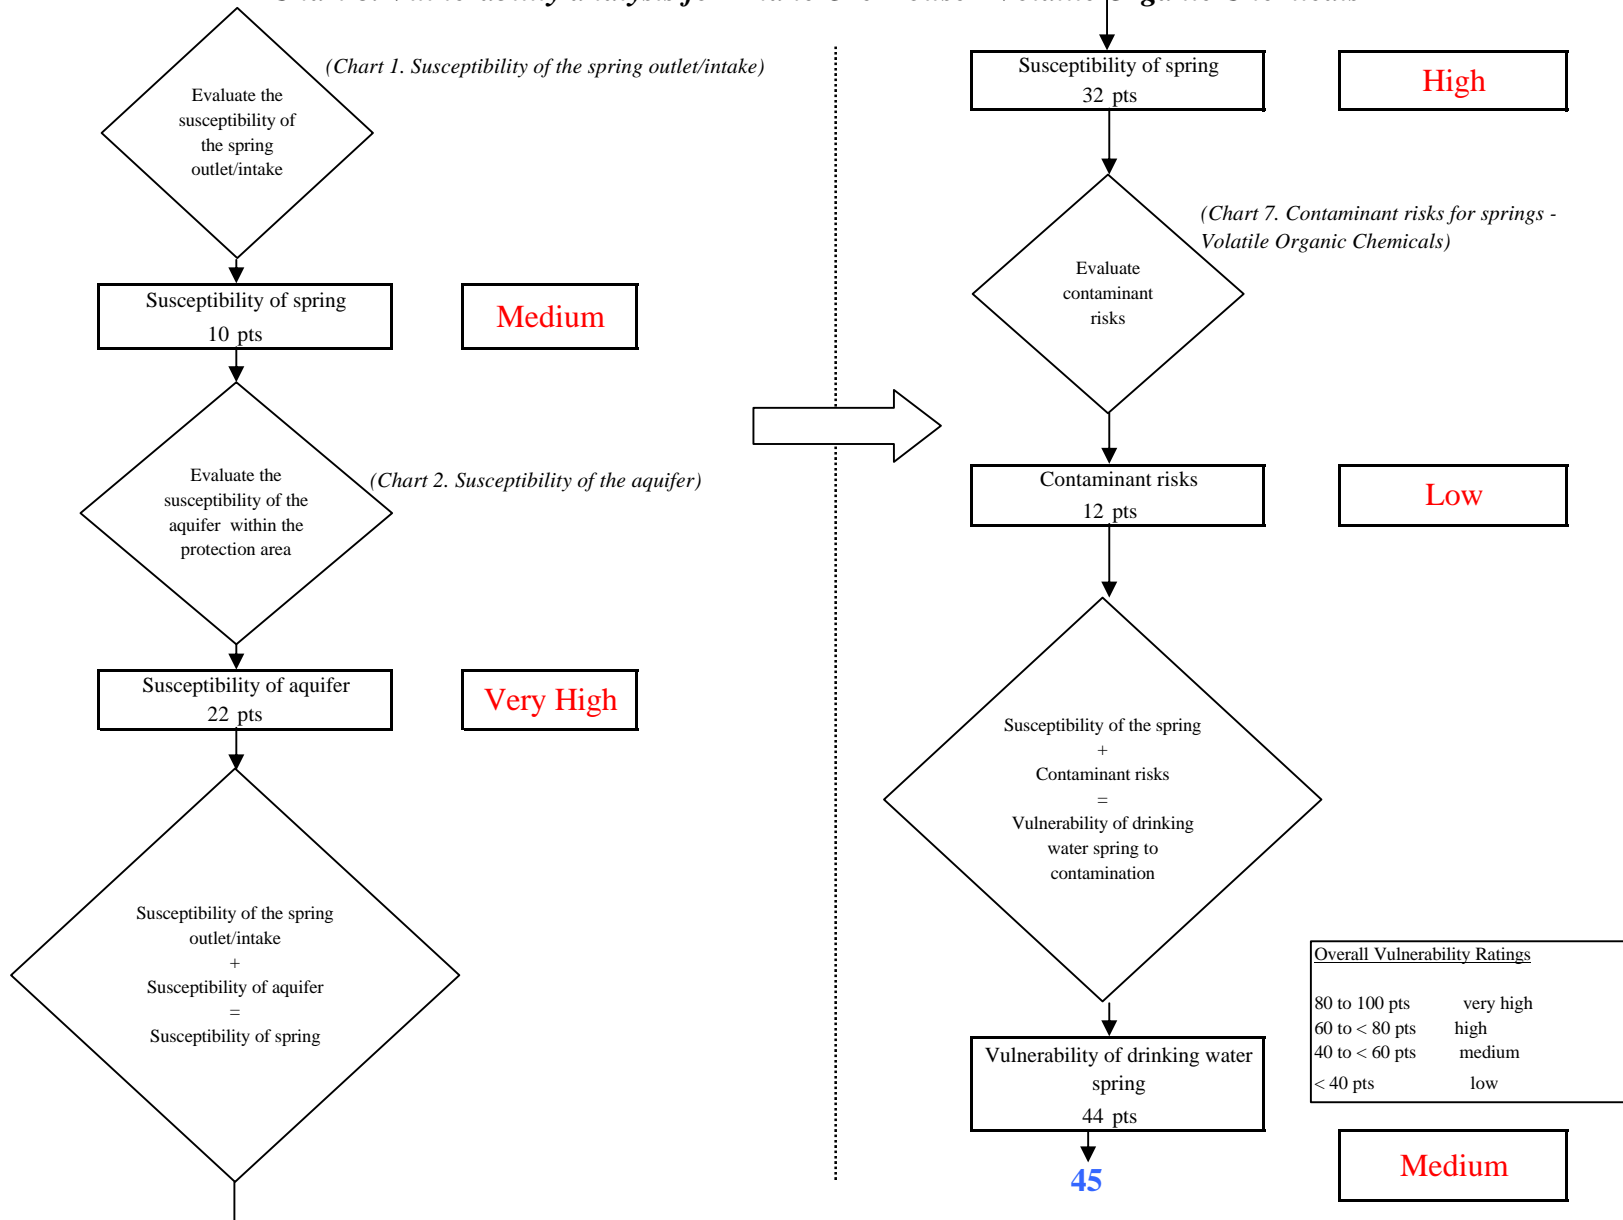 (Chart 1. Susceptibility of the spring outlet/intake)
Evaluate the
susceptibility of
the spring
outlet/intake
Susceptibility of spring
10 pts
Medium
Evaluate the
susceptibility of the
aquifer within the
protection area
(Chart 2. Susceptibility of the aquifer)
Susceptibility of aquifer
22 pts
Very High
Susceptibility of the spring
outlet/intake
+
Susceptibility of aquifer
=
Susceptibility of spring
Susceptibility of spring
32 pts
High
(Chart 7. Contaminant risks for springs -
Volatile Organic Chemicals)
Evaluate
contaminant
risks
Contaminant risks
12 pts
Low
Susceptibility of the spring
+
Contaminant risks
=
Vulnerability of drinking
water spring to
contamination
Overall Vulnerability Ratings
80 to 100 pts very high
60 to < 80 pts high
40 to < 60 pts medium
< 40 pts low
Vulnerability of drinking water
spring
44 pts
45
Medium